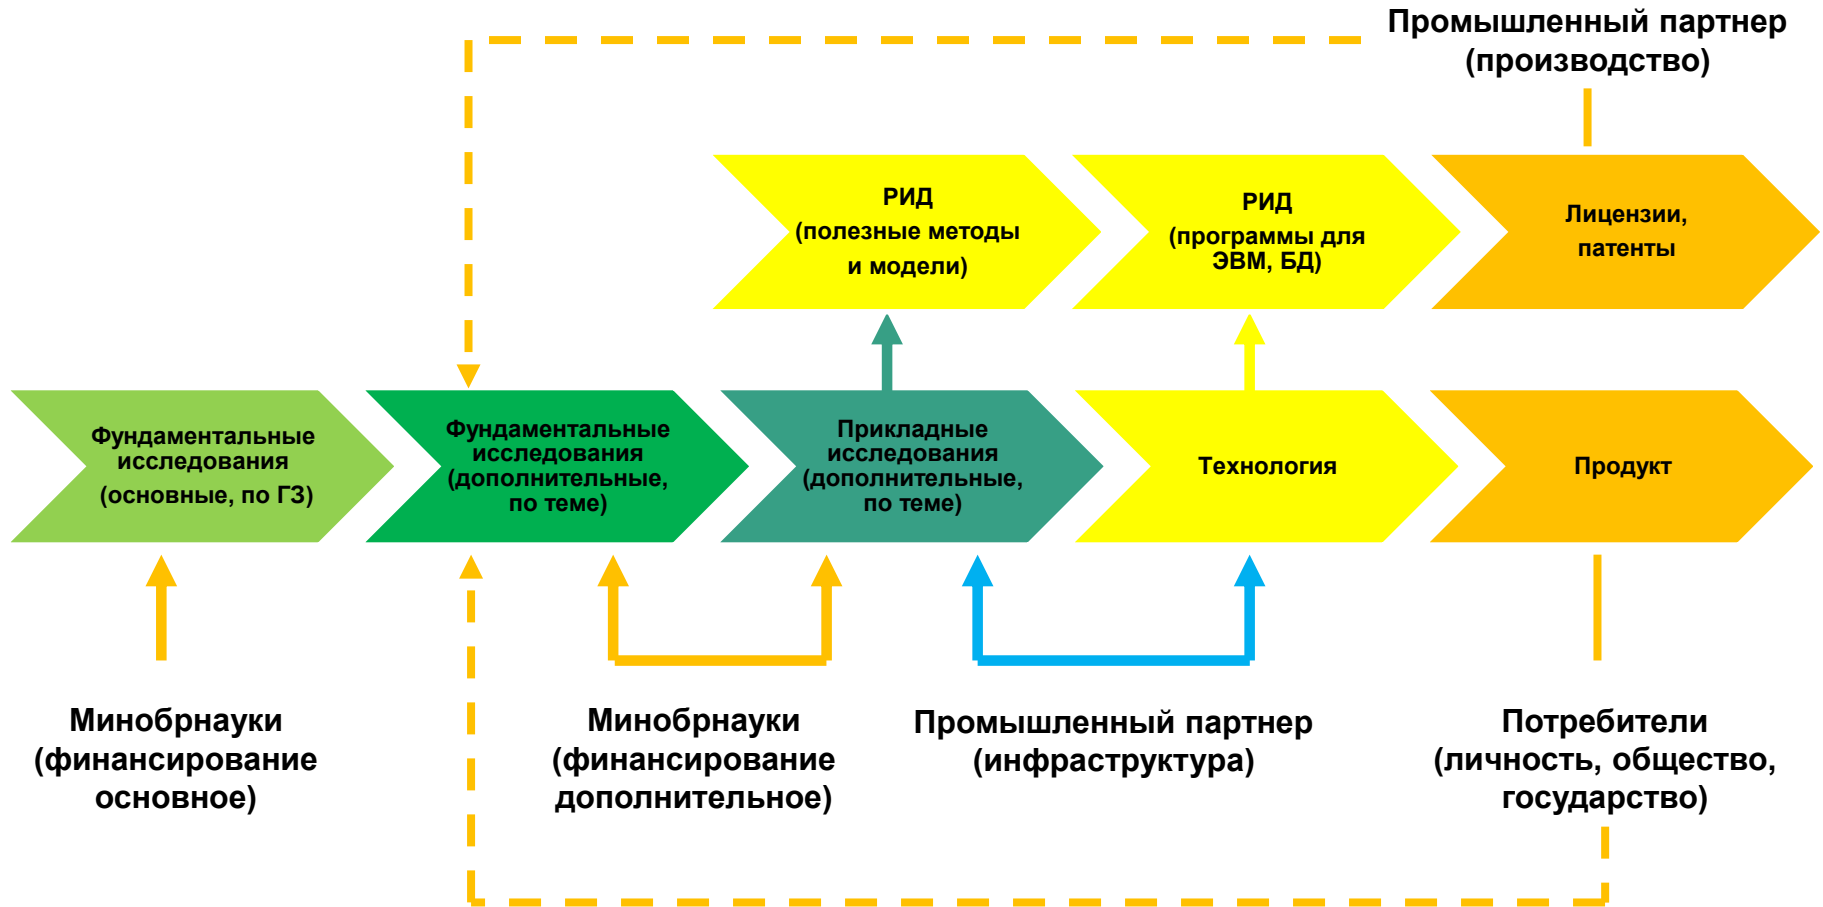 Промышленный партнер
(производство)
РИД
(полезные методы
и модели)
РИД
(программы для
ЭВМ, БД)
Лицензии,
патенты
Фундаментальные
исследования
(основные, по ГЗ)
Фундаментальные
исследования
(дополнительные,
по теме)
Прикладные
исследования
(дополнительные,
по теме)
Технология
Продукт
Минобрнауки
(финансирование
основное)
Минобрнауки
(финансирование
дополнительное)
Промышленный партнер
(инфраструктура)
Потребители
(личность, общество,
государство)